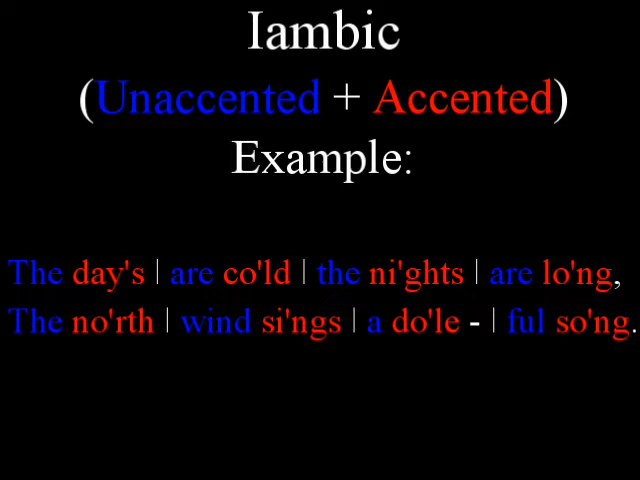 Iambic
(Unaccented + Accented)
Example:
The day's | are co'ld | the ni'ghts | are lo'ng,
The no'rth | wind si'ngs | a do'le - | ful so'ng.